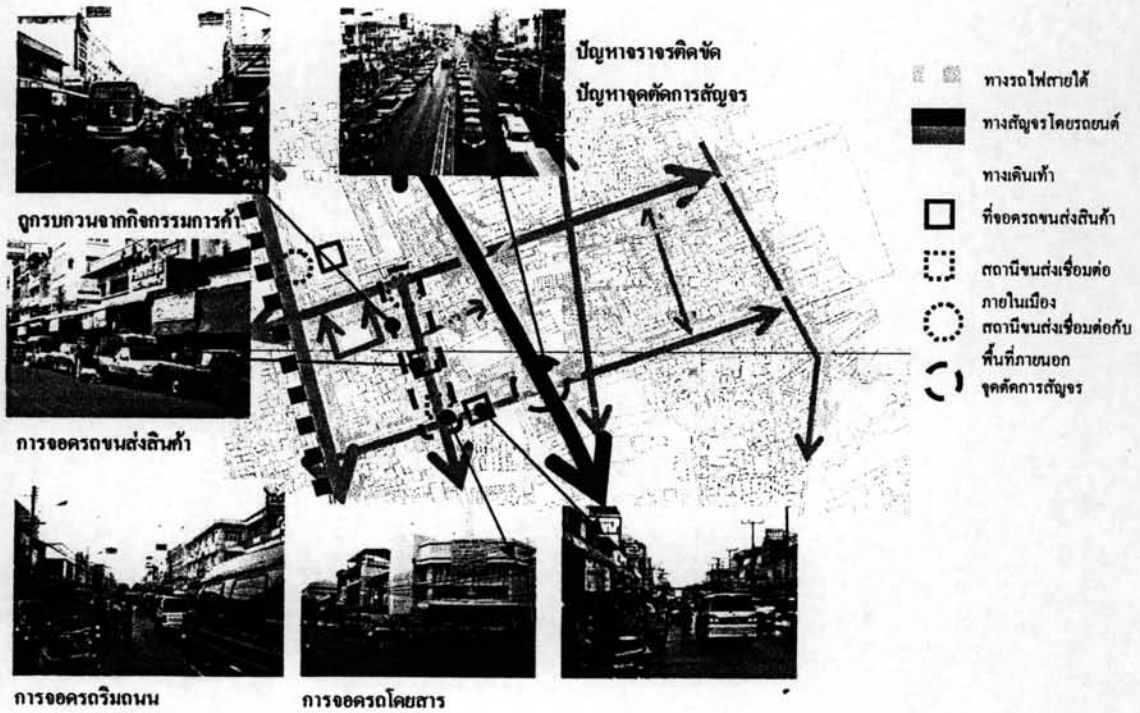 ปัญหาจราจรติดขัด
ปัญหาจุดตัดการสัญจร
ถูกรบกวนจากกิจกรรมการค้า
การจอดรถขนส่งสินค้า
การจอดรถริมถนน
การจอดรถโดยสาร
ทางรถไฟสายใต้
ทางสัญจรโดยรถยนต์
ทางเดินเท้า
ที่จอดรถขนส่งสินค้า
สถานีขนส่งเชื่อมต่อ
ภายในเมือง
สถานีขนส่งเชื่อมต่อกับ
พื้นที่ภายนอก
จุดตัดการสัญจร